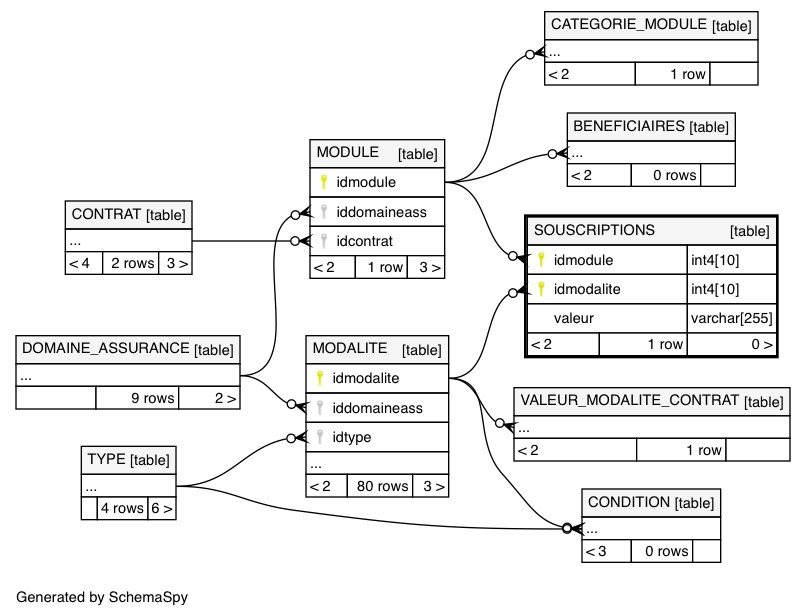 CATEGORIE_MODULE [table]
...
< 2 1 row
BENEFICIAIRES [table]
...
< 2 0 rows
MODULE [table]
idmodule
iddomaineass
idcontrat
< 2 1 row 3 >
CONTRAT [table]
...
< 4 2 rows 3 >
SOUSCRIPTIONS [table]
idmodule int4[10]
idmodalite int4[10]
valeur varchar[255]
< 2 1 row 0 >
DOMAINE_ASSURANCE [table]
...
9 rows 2 >
MODALITE [table]
idmodalite
iddomaineass
idtype
...
< 2 80 rows 3 >
VALEUR_MODALITE_CONTRAT [table]
...
< 2 1 row
TYPE [table]
...
4 rows 6 >
CONDITION [table]
...
< 3 0 rows
Generated by SchemaSpy